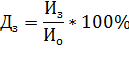 Дз = Из / Ио * 100%